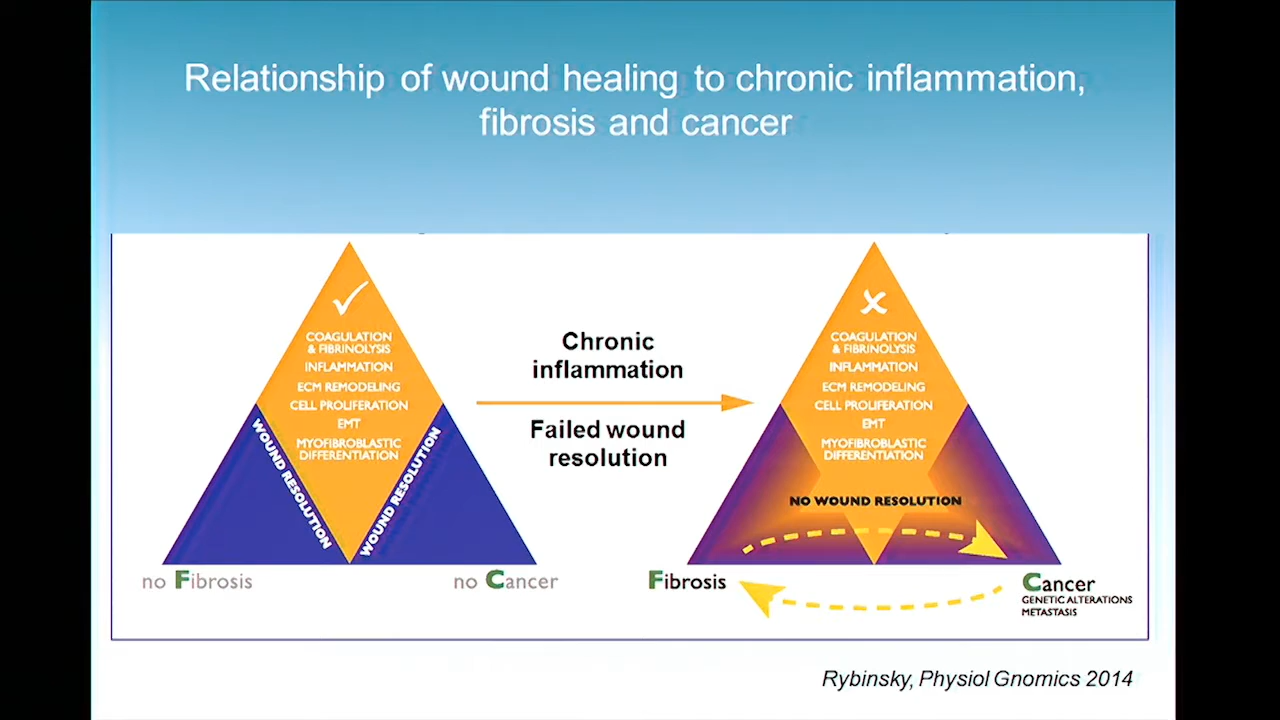 Relationship of wound healing to chronic inflammation,
fibrosis and cancer
COAGULATION
& FIBRINOLYSIS
INFLAMMATION
ECM REMODELING
CELL PROLIFERATION
EMT
MYOFIBROBLASTIC
DIFFERENTIATION
WOUND RESOLUTION
WOUND RESOLUTION
no Fibrosis
no Cancer
Chronic
inflammation
Failed wound
resolution
COAGULATION
& FIBRINOLYSIS
INFLAMMATION
ECM REMODELING
CELL PROLIFERATION
EMT
MYOFIBROBLASTIC
DIFFERENTIATION
NO WOUND RESOLUTION
Fibrosis
Cancer
GENETIC ALTERATIONS
METASTASIS
Rybinsky, Physiol Gnomics 2014